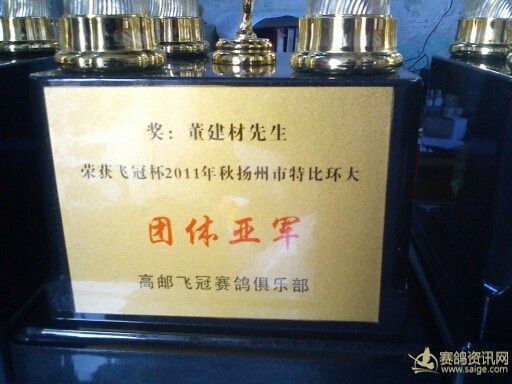 奖：董建材先生
荣获飞冠杯2011年秋扬州市特比环大
团体亚军
高邮飞冠赛鸽俱乐部
赛鸽资讯网
www.saige.com